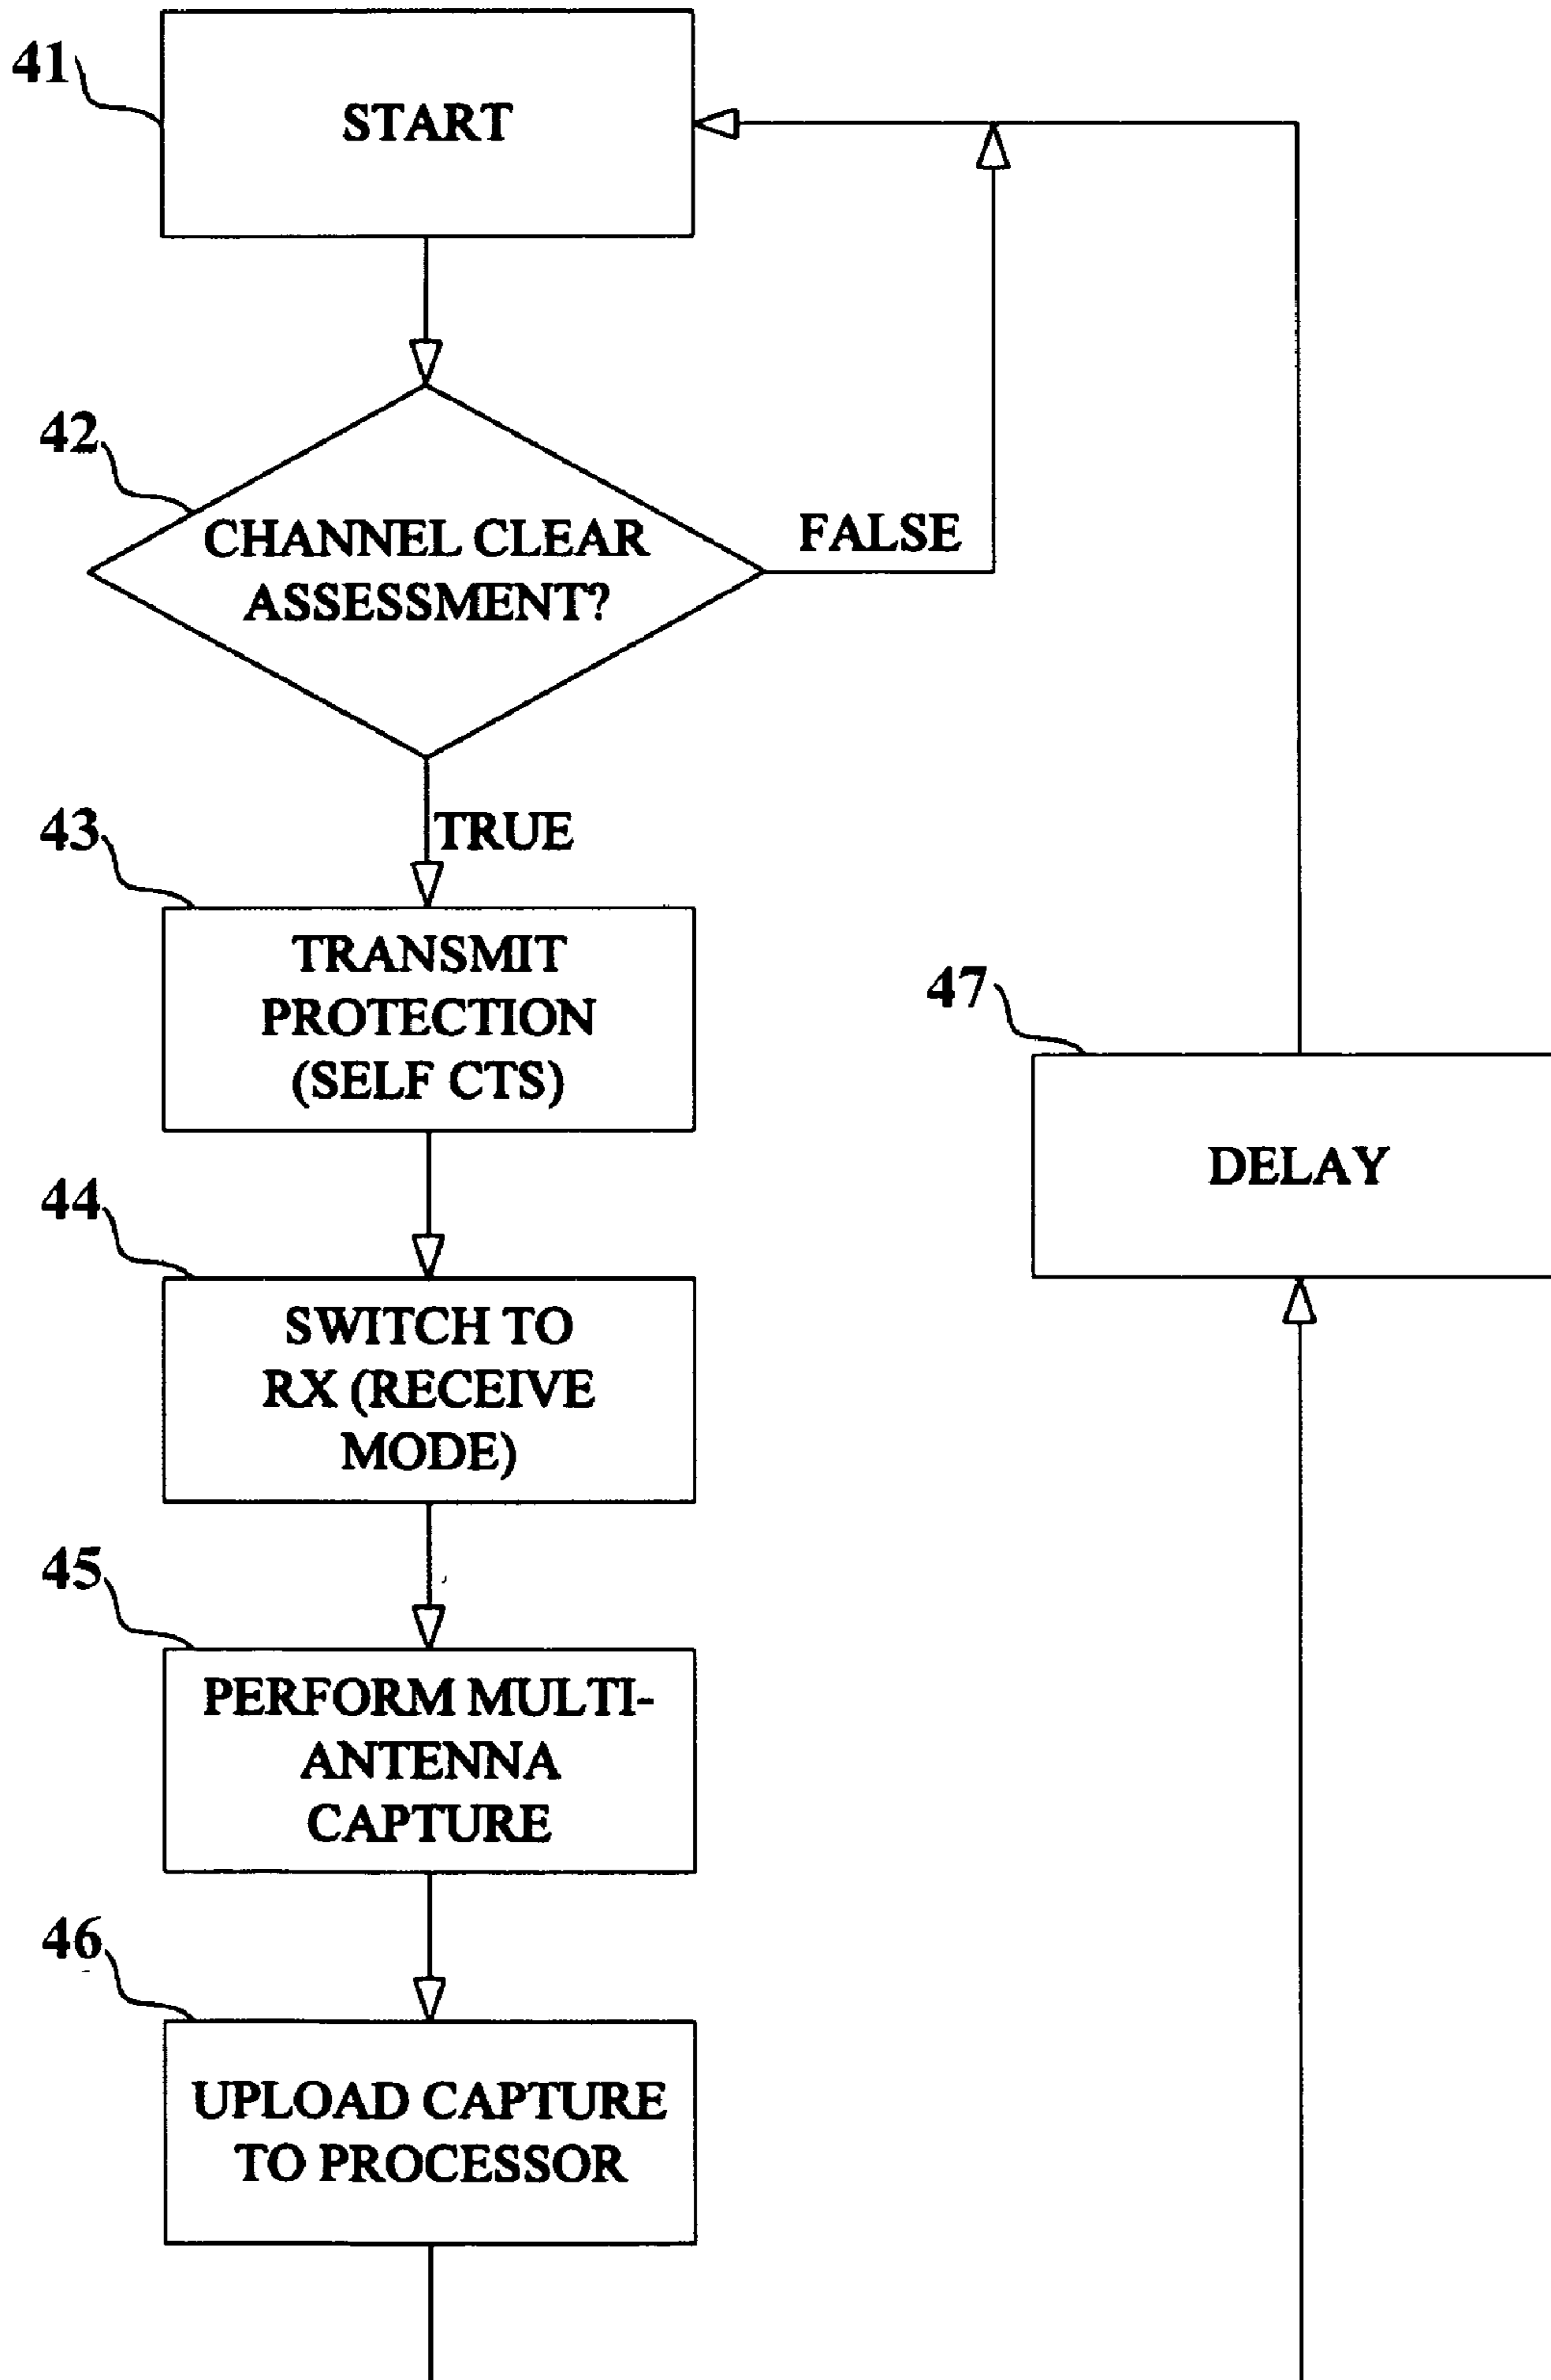 41
START
42
CHANNEL CLEAR
ASSESSMENT?
FALSE
TRUE
43
TRANSMIT
PROTECTION
(SELF CTS)
47
DELAY
44
SWITCH TO
RX (RECEIVE
MODE)
45
PERFORM MULTI-
ANTENNA
CAPTURE
46
UPLOAD CAPTURE
TO PROCESSOR